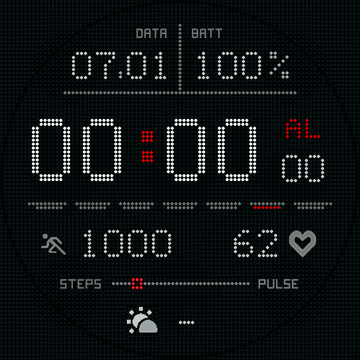 DATA BATT
07.01 100%
00:00 AL 00
1000 62
STEPS PULSE
--